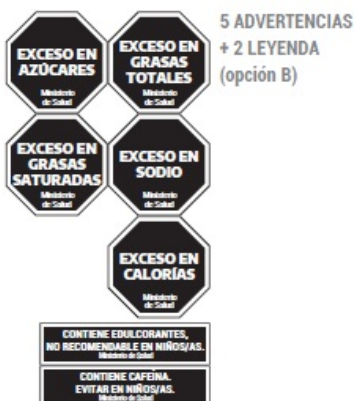 5 ADVERTENCIAS
+ 2 LEYENDA
(opción B)
EXCESO EN
AZÚCARES
Ministerio
de Salud
EXCESO EN
GRASAS
TOTALES
Ministerio
de Salud
EXCESO EN
GRASAS
SATURADAS
Ministerio
de Salud
EXCESO EN
SODIO
Ministerio
de Salud
EXCESO EN
CALORÍAS
Ministerio
de Salud
CONTIENE EDULCORANTES,
NO RECOMENDABLE EN NIÑOS/AS.
Ministerio de Salud
CONTIENE CAFEÍNA.
EVITAR EN NIÑOS/AS.
Ministerio de Salud